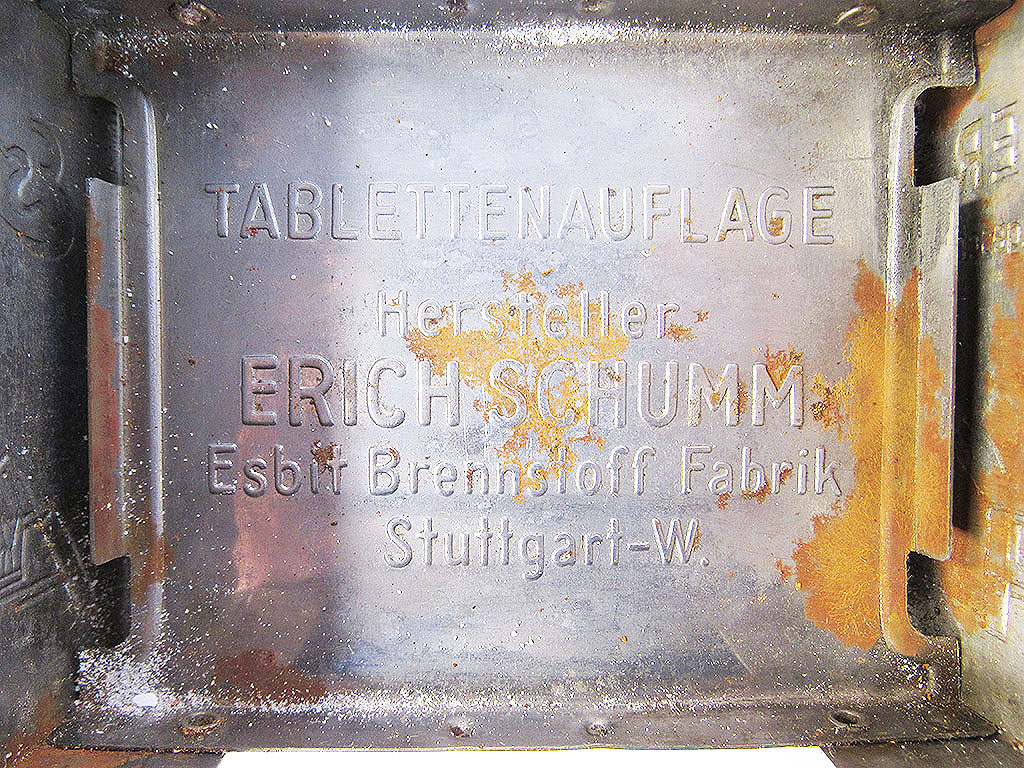 TABLETTENAUFLAGE
Hersteller
ERICH SCHUMM
Esbit Brennstoff Fabrik
Stuttgart-W.